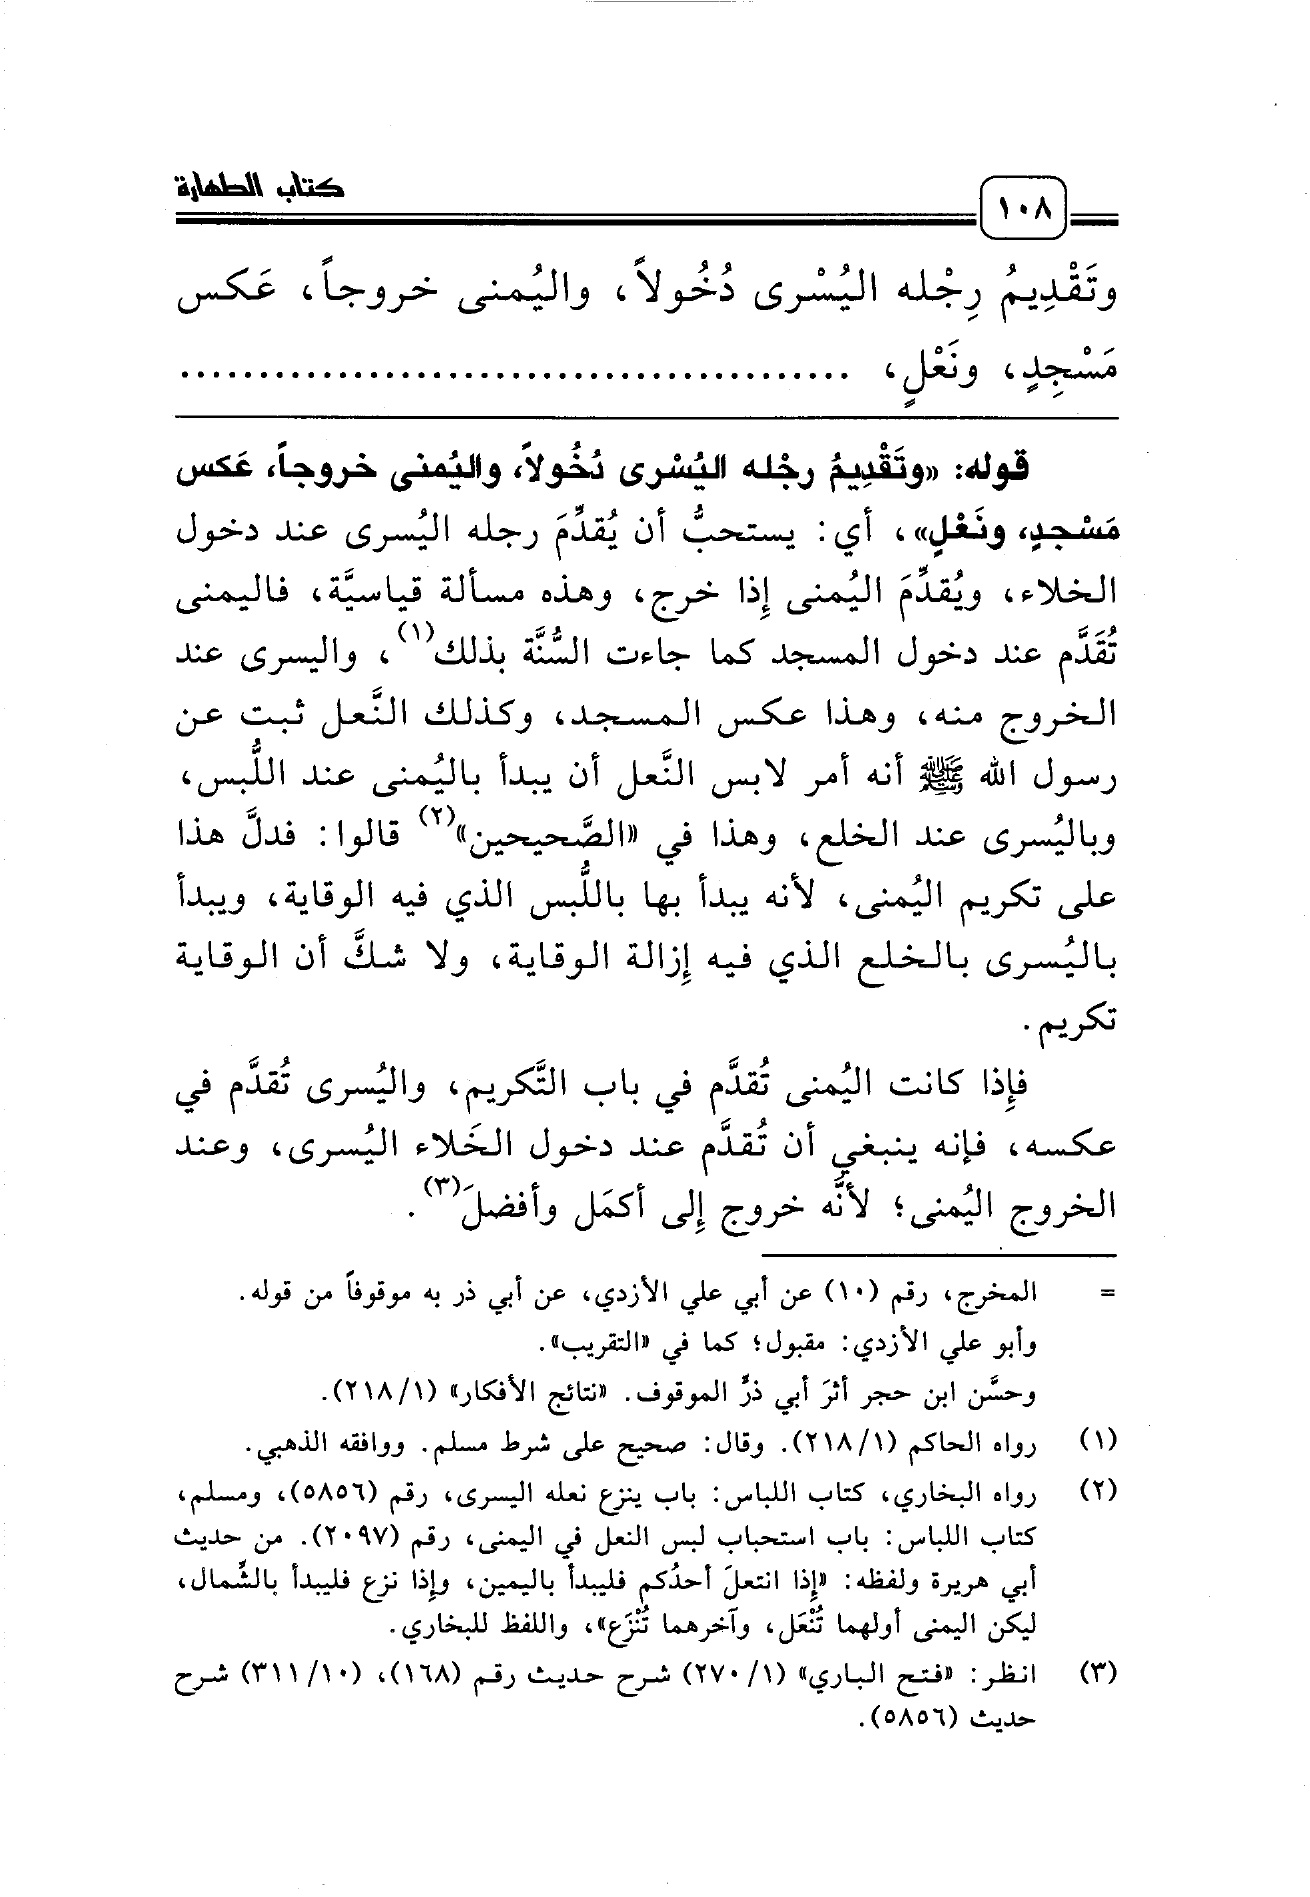 كتاب الطهارة
١٠٨
وتَقْدِيمُ رِجْله اليُسْرى دُخُولاً، واليُمنى خروجاً، عَكس
مَسْجِدٍ، ونَعْلٍ، ...........................................
قوله: «وتَقْدِيمُ رجْله اليُسْرى دُخُولاً، واليُمنى خروجاً، عَكس
مَسْجدٍ، ونَعْلٍ»، أي: يستحبُّ أن يُقدِّمَ رجله اليُسرى عند دخول
الخلاء، ويُقدِّمَ اليُمنى إِذا خرج، وهذه مسألة قياسيَّة، فاليمنى
تُقَدَّم عند دخول المسجد كما جاءت السُّنَّة بذلك(١)، واليسرى عند
الخروج منه، وهذا عكس المسجد، وكذلك النَّعل ثبت عن
رسول الله ﷺ أنه أمر لابس النَّعل أن يبدأ باليُمنى عند اللُّبس،
وباليُسرى عند الخلع، وهذا في «الصَّحيحين»(٢) قالوا: فدلَّ هذا
على تكريم اليُمنى، لأنه يبدأ بها باللُّبس الذي فيه الوقاية، ويبدأ
باليُسرى بالخلع الذي فيه إِزالة الوقاية، ولا شكَّ أن الوقاية
تكريم.
فإِذا كانت اليُمنى تُقدَّم في باب التَّكريم، واليُسرى تُقدَّم في
عكسه، فإنه ينبغي أن تُقدَّم عند دخول الخَلاء اليُسرى، وعند
الخروج اليُمنى؛ لأنَّه خروج إِلى أكمَل وأفضلَ(٣).
= المخرج، رقم (١٠) عن أبي علي الأزدي، عن أبي ذر به موقوفاً من قوله.
وأبو علي الأزدي: مقبول؛ كما في «التقريب».
وحسَّن ابن حجر أثرَ أبي ذرٍّ الموقوف. «نتائج الأفكار» (٢١٨/١).
(١) رواه الحاكم (٢١٨/١). وقال: صحيح على شرط مسلم. ووافقه الذهبي.
(٢) رواه البخاري، كتاب اللباس: باب ينزع نعله اليسرى، رقم (٥٨٥٦)، ومسلم،
كتاب اللباس: باب استحباب لبس النعل في اليمنى، رقم (٢٠٩٧). من حديث
أبي هريرة ولفظه: «إِذا انتعلَ أحدُكم فليبدأ باليمين، وإِذا نزع فليبدأ بالشِّمال،
ليكن اليمنى أولهما تُنْعَل، وآخرهما تُنْزَع»، واللفظ للبخاري.
(٣) انظر: «فتح الباري» (٢٧٠/١) شرح حديث رقم (١٦٨)، (٣١١/١٠) شرح
حديث (٥٨٥٦).